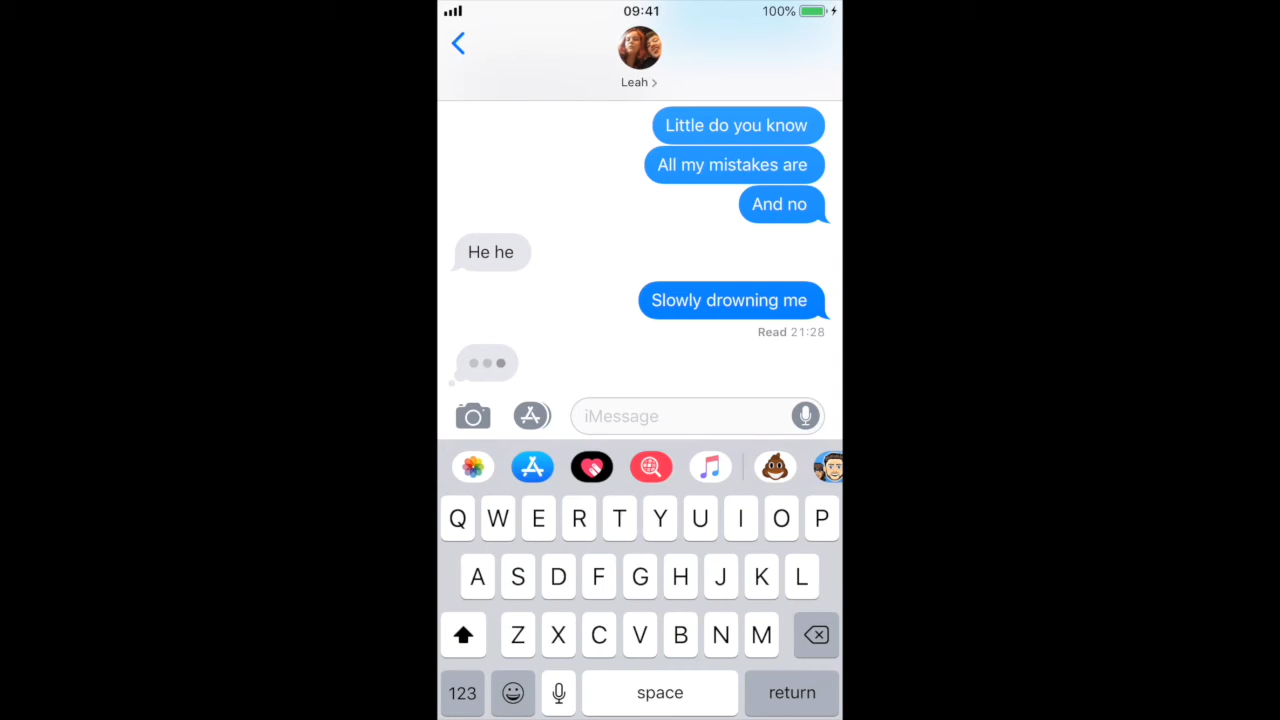 09:41
100%
Leah >
Little do you know
All my mistakes are
And no
He he
Slowly drowning me
Read 21:28
iMessage
Q W E R T Y U I O P
A S D F G H J K L
Z X C V B N M
123 space return